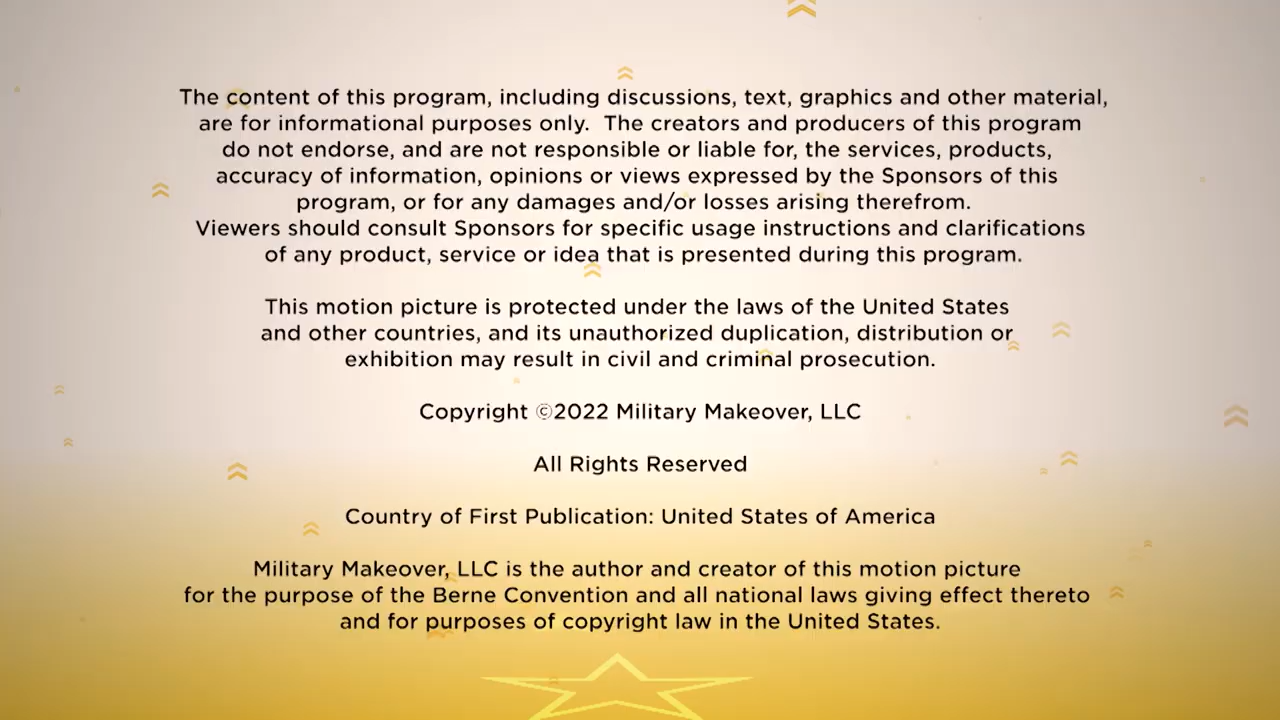 The content of this program, including discussions, text, graphics and other material,
are for informational purposes only.  The creators and producers of this program
do not endorse, and are not responsible or liable for, the services, products,
accuracy of information, opinions or views expressed by the Sponsors of this
program, or for any damages and/or losses arising therefrom.
Viewers should consult Sponsors for specific usage instructions and clarifications
of any product, service or idea that is presented during this program.
This motion picture is protected under the laws of the United States
and other countries, and its unauthorized duplication, distribution or
exhibition may result in civil and criminal prosecution.
Copyright ©2022 Military Makeover, LLC
All Rights Reserved
Country of First Publication: United States of America
Military Makeover, LLC is the author and creator of this motion picture
for the purpose of the Berne Convention and all national laws giving effect thereto
and for purposes of copyright law in the United States.